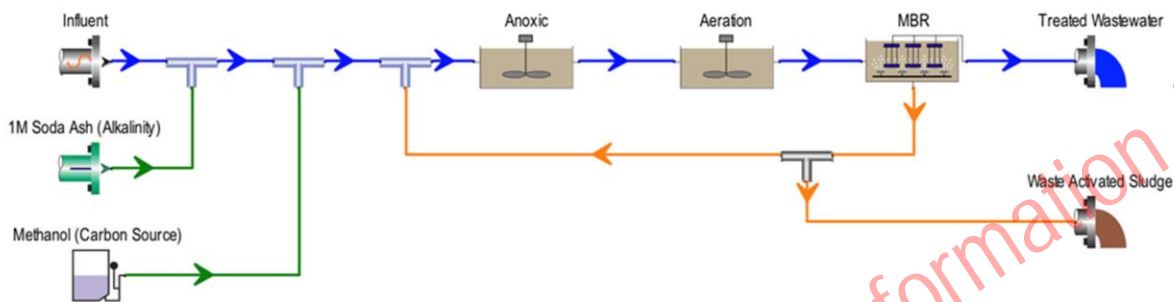 Influent
Anoxic
Aeration
MBR
Treated Wastewater
1M Soda Ash (Alkalinity)
Waste Activated Sludge
Methanol (Carbon Source)
formation